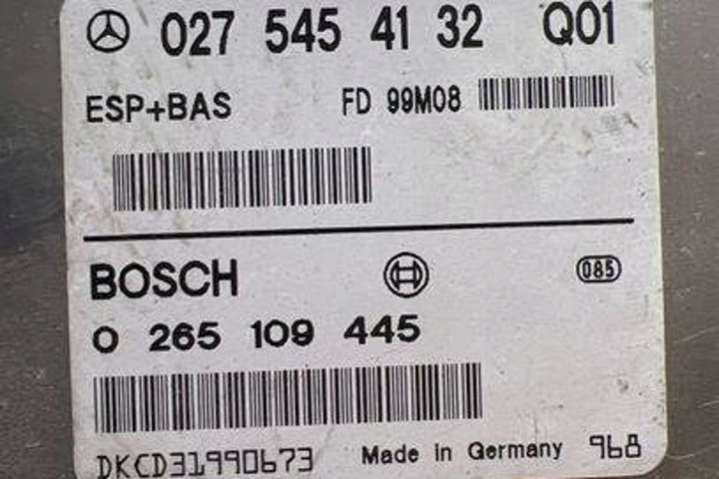 027 545 41 32 Q01
ESP+BAS FD 99M08
BOSCH 085
0 265 109 445
DKCD31990673 Made in Germany 968